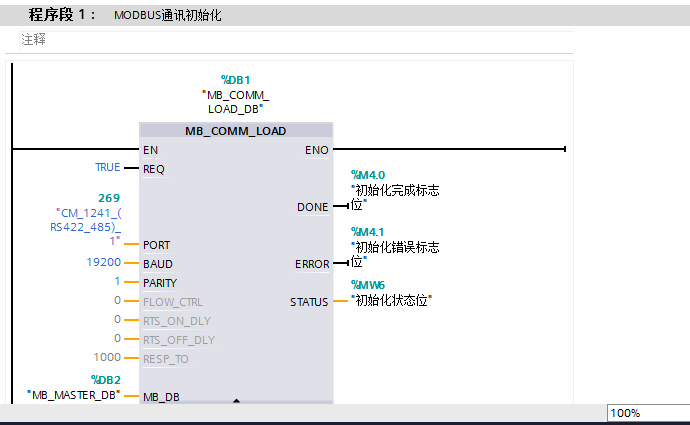 程序段 1： MODBUS通讯初始化
注释
%DB1
"MB_COMM_
LOAD_DB"
MB_COMM_LOAD
EN ENO
TRUE REQ
%M4.0
"初始化完成标志
位"
DONE
269
"CM_1241_(
RS422_485)_
1"
PORT
%M4.1
"初始化错误标志
位"
ERROR
19200 BAUD
1 PARITY
%MW6
"初始化状态位"
STATUS
0 FLOW_CTRL
0 RTS_ON_DLY
0 RTS_OFF_DLY
1000 RESP_TO
%DB2
"MB_MASTER_DB" MB_DB
100%